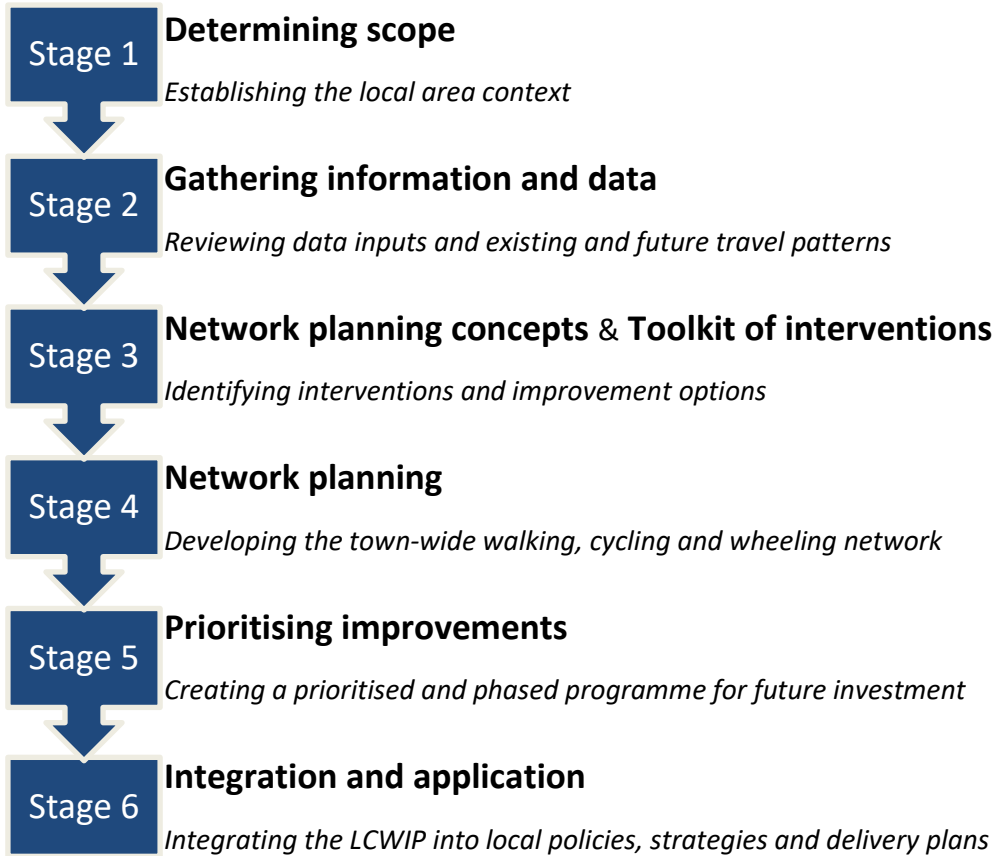 Stage 1
Determining scope
Establishing the local area context
Stage 2
Gathering information and data
Reviewing data inputs and existing and future travel patterns
Stage 3
Network planning concepts & Toolkit of interventions
Identifying interventions and improvement options
Stage 4
Network planning
Developing the town-wide walking, cycling and wheeling network
Stage 5
Prioritising improvements
Creating a prioritised and phased programme for future investment
Stage 6
Integration and application
Integrating the LCWIP into local policies, strategies and delivery plans